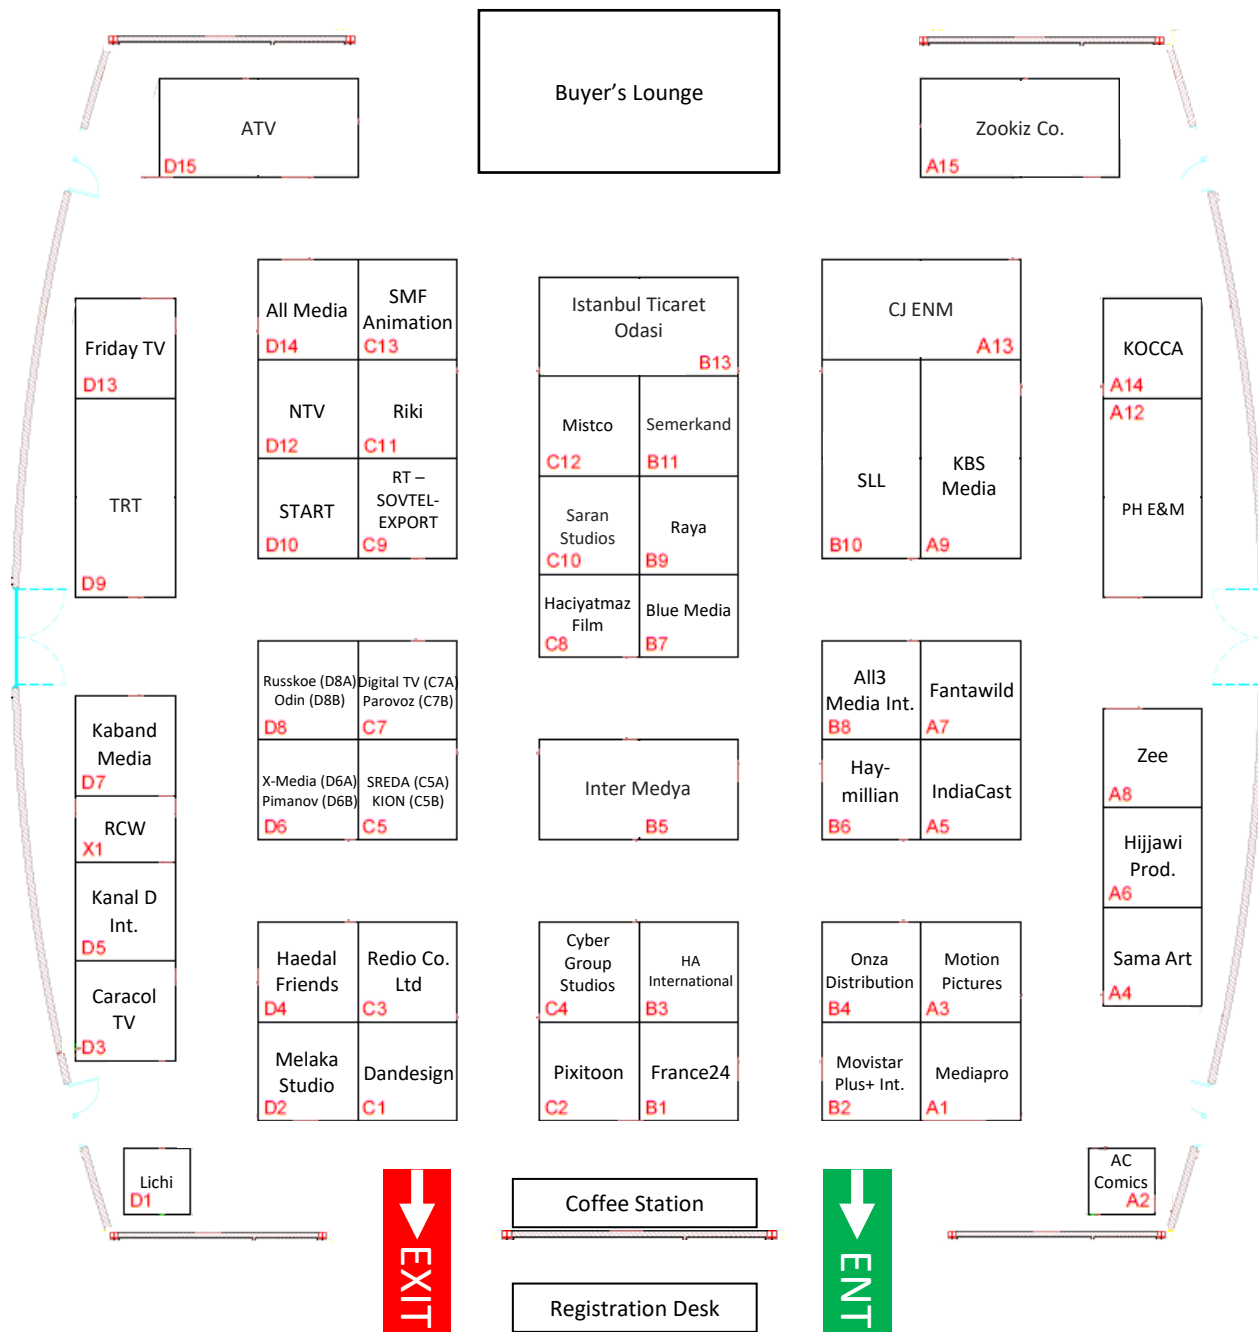 Buyer's Lounge
ATV
D15
Zookiz Co.
A15
All Media
D14
SMF
Animation
C13
Istanbul Ticaret
Odasi
B13
CJ ENM
A13
Friday TV
D13
KOCCA
A14
NTV
D12
Riki
C11
Mistco
C12
Semerkand
B11
SLL
B10
KBS
Media
A9
A12
PH E&M
TRT
D9
START
D10
RT –
SOVTEL-
EXPORT
C9
Saran
Studios
C10
Raya
B9
Haciyatmaz
Film
C8
Blue Media
B7
Russkoe (D8A)
Odin (D8B)
D8
Digital TV (C7A)
Parovoz (C7B)
C7
All3
Media Int.
B8
Fantawild
A7
Kaband
Media
D7
Zee
A8
X-Media (D6A)
Pimanov (D6B)
D6
SREDA (C5A)
KION (C5B)
C5
Inter Medya
B5
Hay-
millian
B6
IndiaCast
A5
RCW
X1
Hijjawi
Prod.
A6
Kanal D
Int.
D5
Haedal
Friends
D4
Redio Co.
Ltd
C3
Cyber
Group
Studios
C4
HA
International
B3
Onza
Distribution
B4
Motion
Pictures
A3
Sama Art
A4
Caracol
TV
D3
Melaka
Studio
D2
Dandesign
C1
Pixitoon
C2
France24
B1
Movistar
Plus+ Int.
B2
Mediapro
A1
Lichi
D1
AC
Comics
A2
EXIT
Coffee Station
ENT
Registration Desk